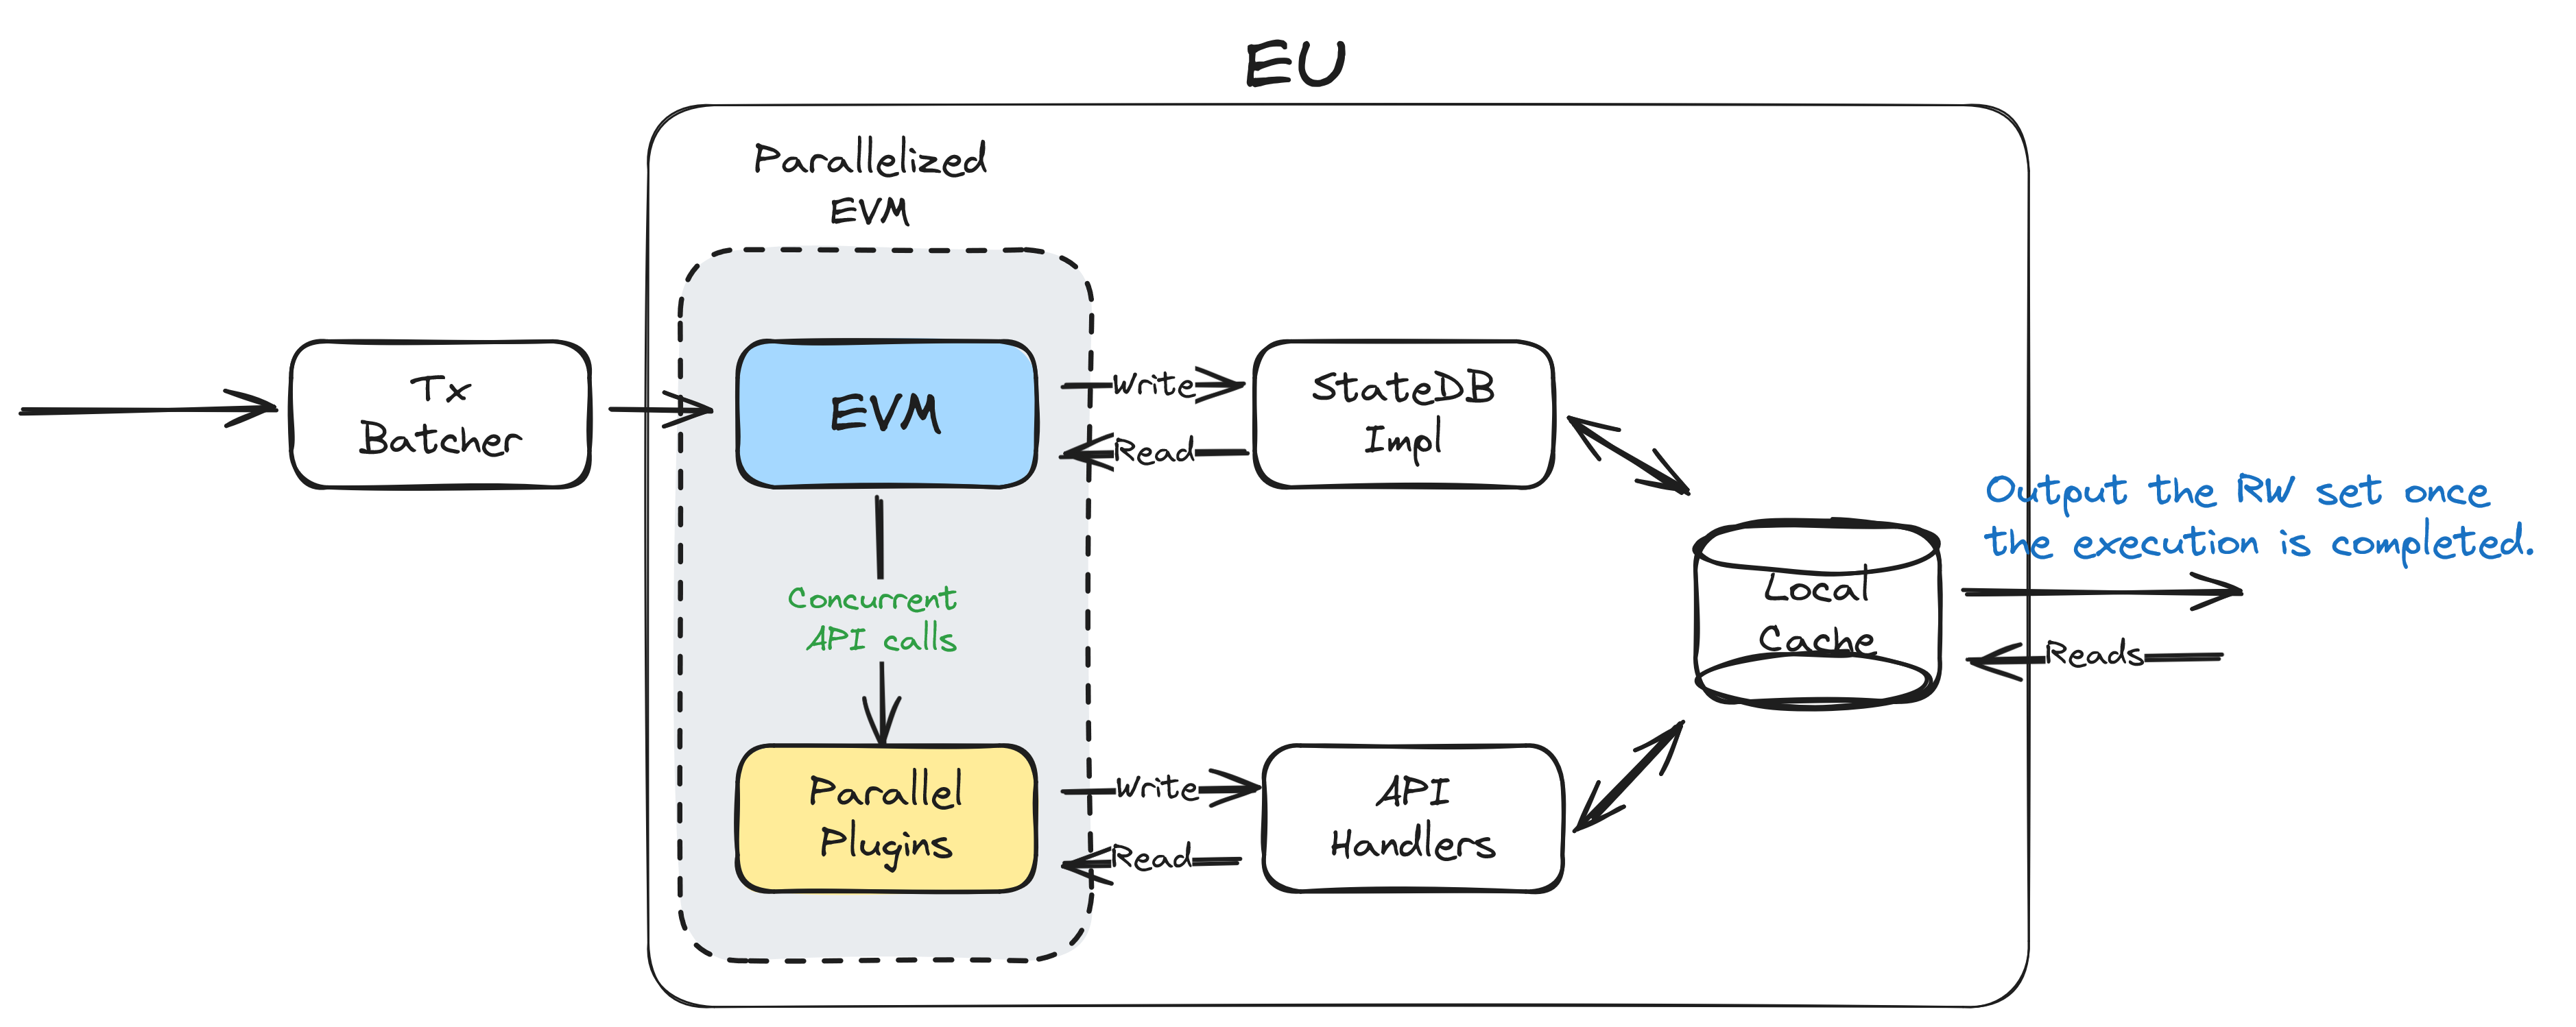 EU
Parallelized
EVM
Tx
Batcher
EVM
Write
Read
StateDB
Impl
Concurrent
API calls
Parallel
Plugins
Write
Read
API
Handlers
Local
Cache
Output the RW set once
the execution is completed.
Reads